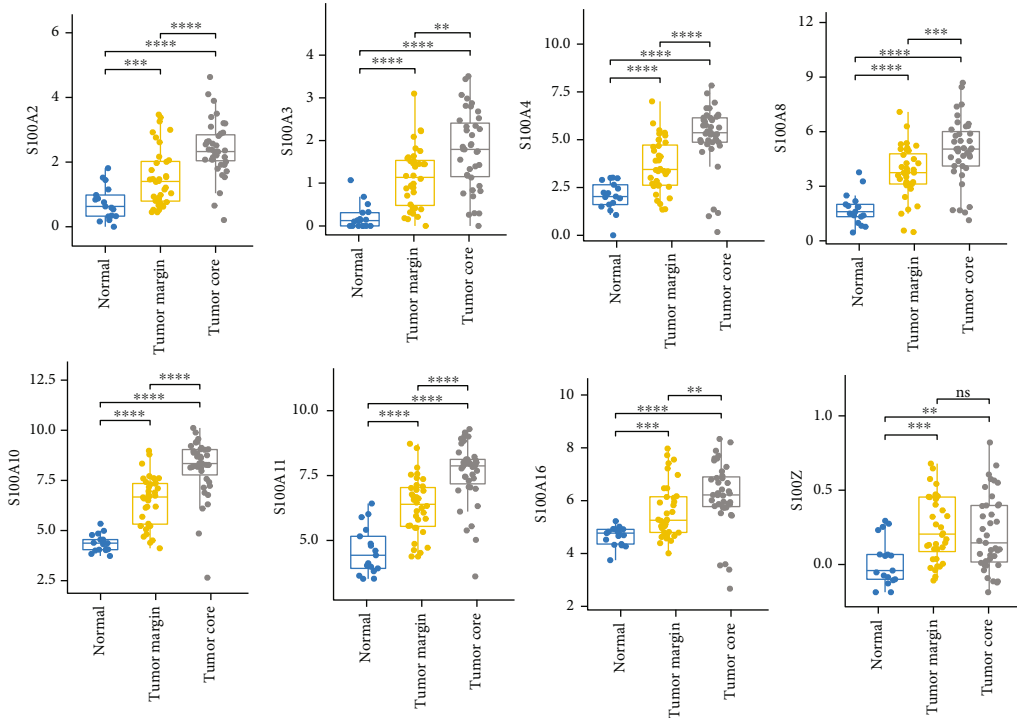 S100A2
6
4
2
0
****
****
***
Normal
Tumor margin
Tumor core
S100A3
3
2
1
0
**
****
****
Normal
Tumor margin
Tumor core
S100A4
10.0
7.5
5.0
2.5
0.0
****
****
****
Normal
Tumor margin
Tumor core
S100A8
12
9
6
3
0
***
****
****
Normal
Tumor margin
Tumor core
S100A10
12.5
10.0
7.5
5.0
2.5
****
****
****
Normal
Tumor margin
Tumor core
S100A11
10.0
7.5
5.0
****
****
****
Normal
Tumor margin
Tumor core
S100A16
10
8
6
4
2
**
****
***
Normal
Tumor margin
Tumor core
S100Z
1.0
0.5
0.0
ns
**
***
Normal
Tumor margin
Tumor core